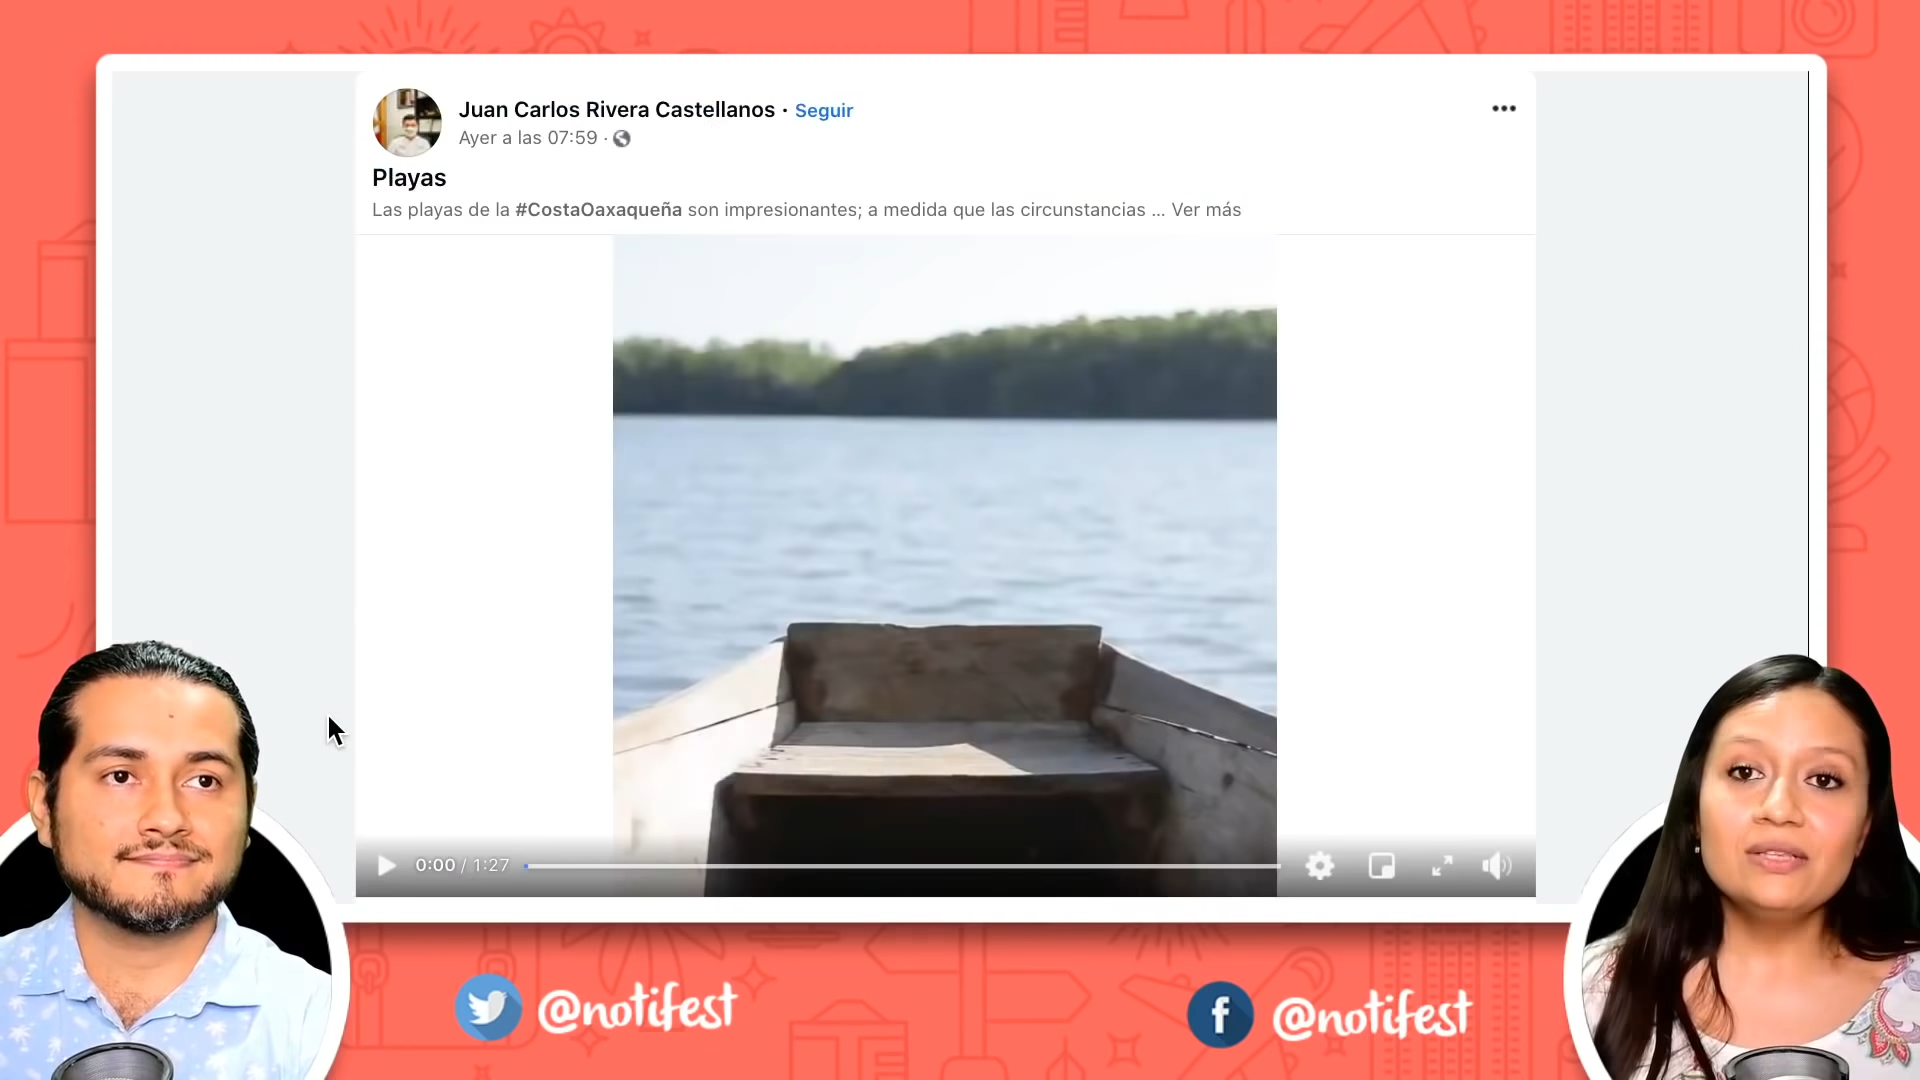 Juan Carlos Rivera Castellanos · Seguir
Ayer a las 07:59 ·
Playas
Las playas de la #CostaOaxaqueña son impresionantes; a medida que las circunstancias ... Ver más
0:00 / 1:27
@notifest
@notifest